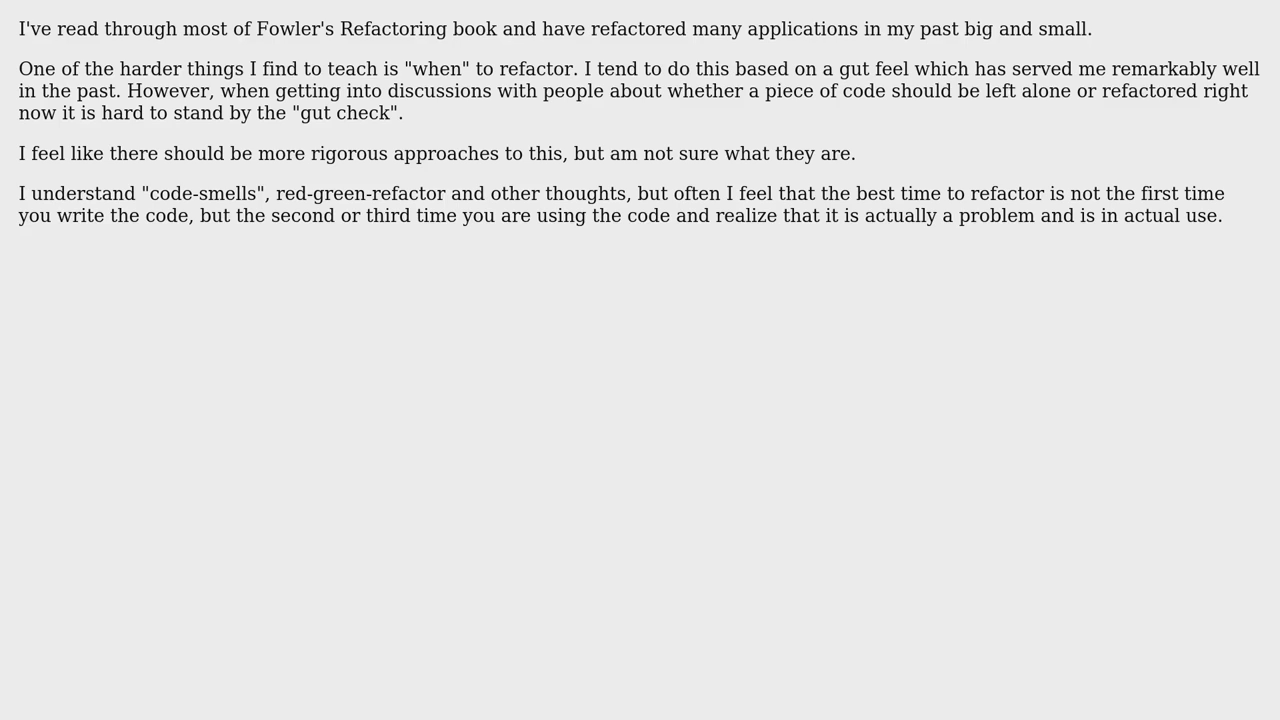 I've read through most of Fowler's Refactoring book and have refactored many applications in my past big and small.
One of the harder things I find to teach is "when" to refactor. I tend to do this based on a gut feel which has served me remarkably well
in the past. However, when getting into discussions with people about whether a piece of code should be left alone or refactored right
now it is hard to stand by the "gut check".
I feel like there should be more rigorous approaches to this, but am not sure what they are.
I understand "code-smells", red-green-refactor and other thoughts, but often I feel that the best time to refactor is not the first time
you write the code, but the second or third time you are using the code and realize that it is actually a problem and is in actual use.